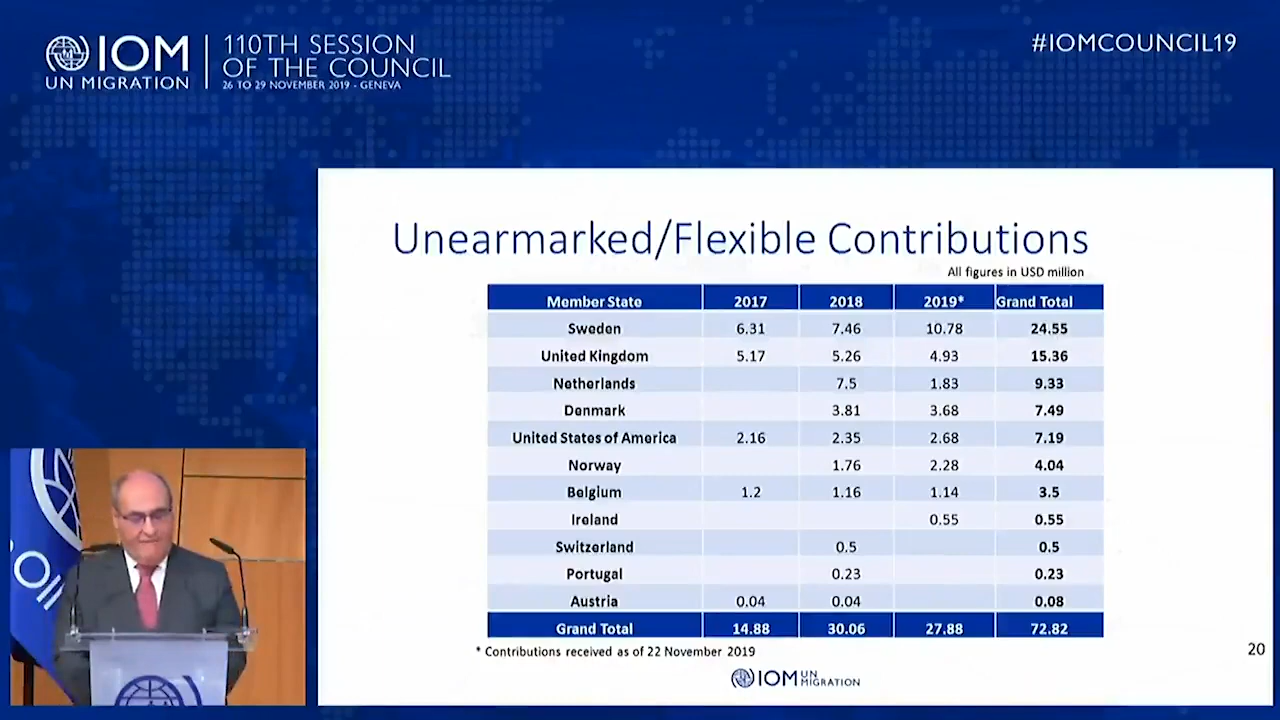 IOM
UN MIGRATION
110TH SESSION
OF THE COUNCIL
26 TO 29 NOVEMBER 2019 - GENEVA
#IOMCOUNCIL19
Unearmarked/Flexible Contributions
All figures in USD million
Member State 2017 2018 2019* Grand Total
Sweden 6.31 7.46 10.78 24.55
United Kingdom 5.17 5.26 4.93 15.36
Netherlands 7.5 1.83 9.33
Denmark 3.81 3.68 7.49
United States of America 2.16 2.35 2.68 7.19
Norway 1.76 2.28 4.04
Belgium 1.2 1.16 1.14 3.5
Ireland 0.55 0.55
Switzerland 0.5 0.5
Portugal 0.23 0.23
Austria 0.04 0.04 0.08
Grand Total 14.88 30.06 27.88 72.82
* Contributions received as of 22 November 2019
20
IOM UN MIGRATION